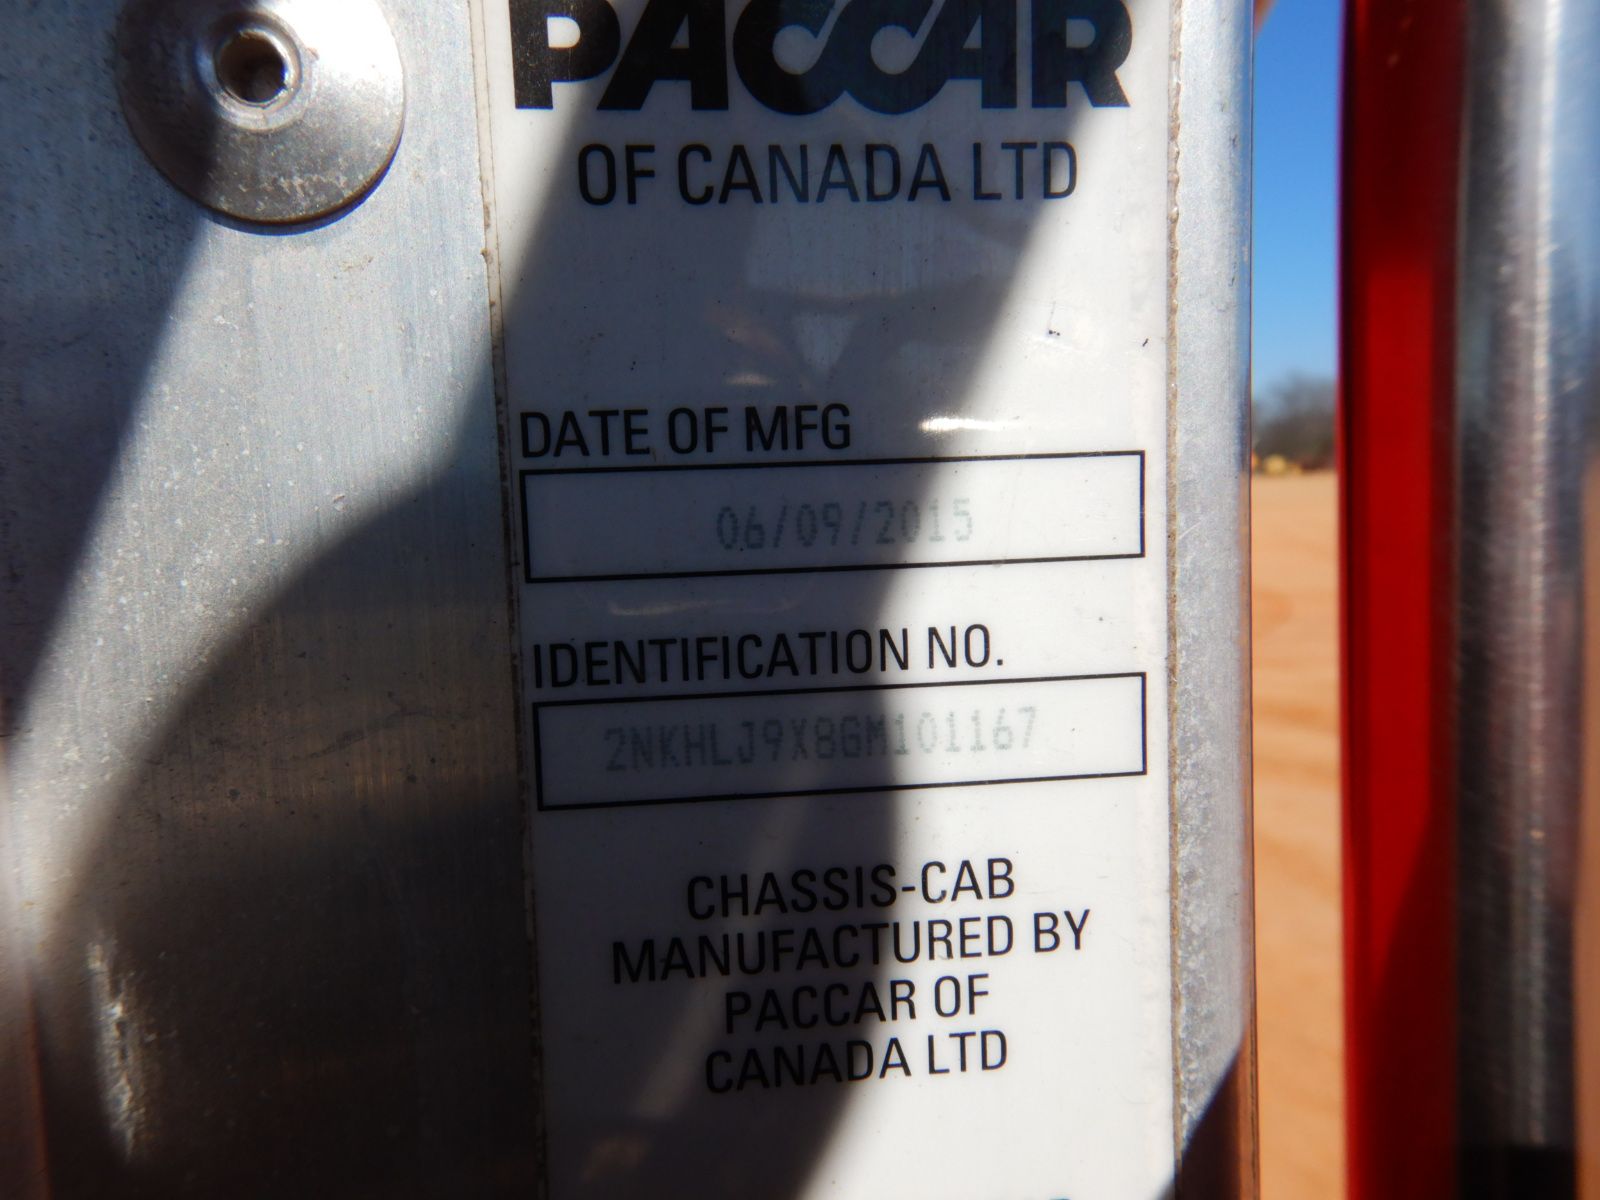 PACCAR
OF CANADA LTD
DATE OF MFG
06/09/2015
IDENTIFICATION NO.
2NKHLJ9X8GM101167
CHASSIS-CAB
MANUFACTURED BY
PACCAR OF
CANADA LTD